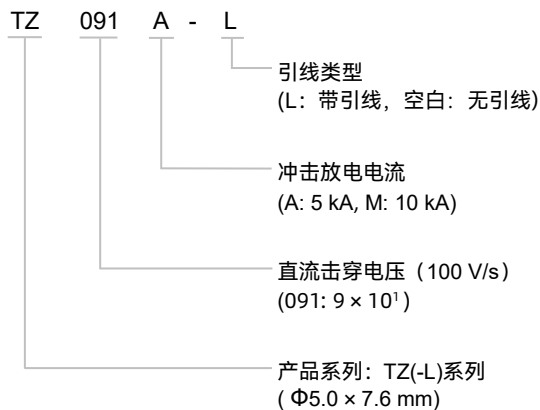 TZ 091 A - L
引线类型
(L：带引线，空白：无引线)
冲击放电电流
(A: 5 kA, M: 10 kA)
直流击穿电压（100 V/s）
(091: 9 × 10¹ )
产品系列：TZ(-L)系列
( Φ5.0 × 7.6 mm)